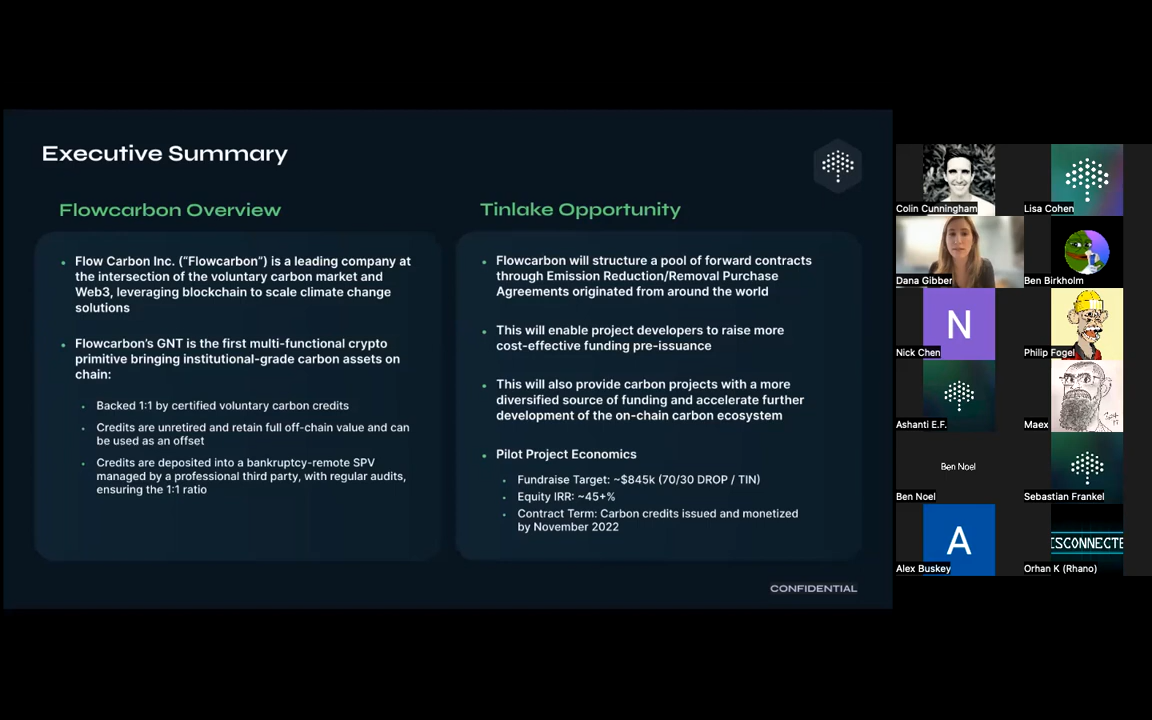 Executive Summary
Flowcarbon Overview
Flow Carbon Inc. (“Flowcarbon”) is a leading company at
the intersection of the voluntary carbon market and
Web3, leveraging blockchain to scale climate change
solutions
Flowcarbon’s GNT is the first multi-functional crypto
primitive bringing institutional-grade carbon assets on
chain:
Backed 1:1 by certified voluntary carbon credits
Credits are unretired and retain full off-chain value and can
be used as an offset
Credits are deposited into a bankruptcy-remote SPV
managed by a professional third party, with regular audits,
ensuring the 1:1 ratio
Tinlake Opportunity
Flowcarbon will structure a pool of forward contracts
through Emission Reduction/Removal Purchase
Agreements originated from around the world
This will enable project developers to raise more
cost-effective funding pre-issuance
This will also provide carbon projects with a more
diversified source of funding and accelerate further
development of the on-chain carbon ecosystem
Pilot Project Economics
Fundraise Target: ~$845k (70/30 DROP / TIN)
Equity IRR: ~45+%
Contract Term: Carbon credits issued and monetized
by November 2022
CONFIDENTIAL
Colin Cunningham
Lisa Cohen
Dana Gibber
Ben Birkholm
N
Nick Chen
Philip Fogel
Ashanti E.F.
Maex
Ben Noel
Ben Noel
Sebastian Frankel
A
Alex Buskey
ISCONNECTE
Orhan K (Rhano)